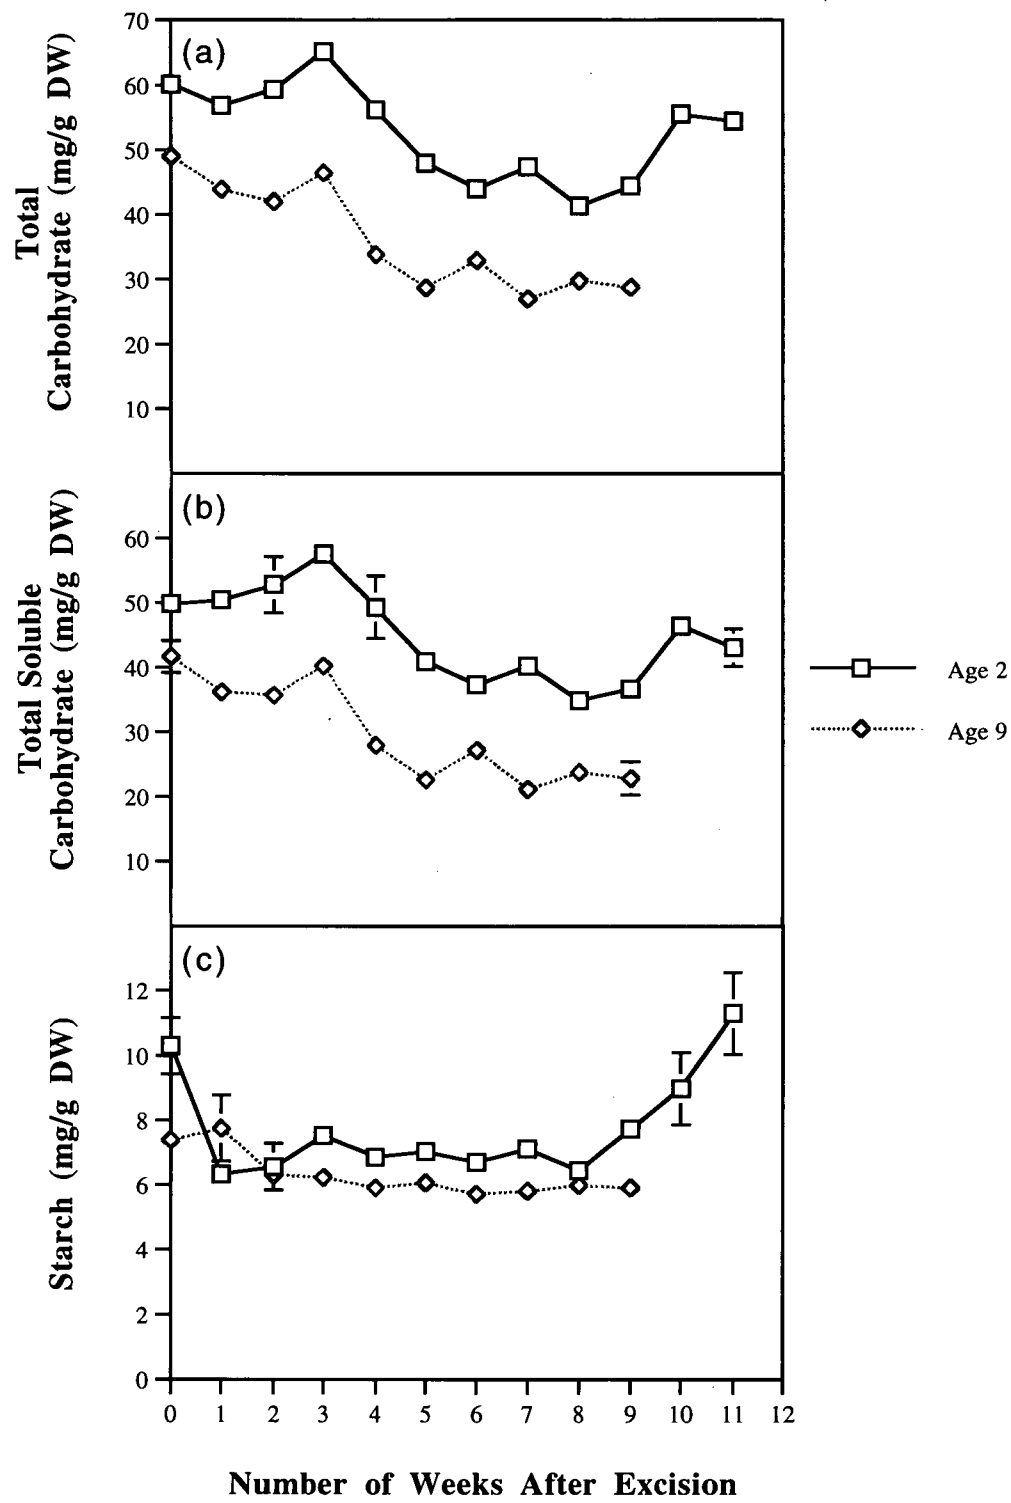 (a)
70
60
50
40
30
20
10
Total
Carbohydrate (mg/g DW)
(b)
60
50
40
30
20
10
Total Soluble
Carbohydrate (mg/g DW)
Age 2
Age 9
(c)
12
10
8
6
4
2
0
Starch (mg/g DW)
0 1 2 3 4 5 6 7 8 9 10 11 12
Number of Weeks After Excision